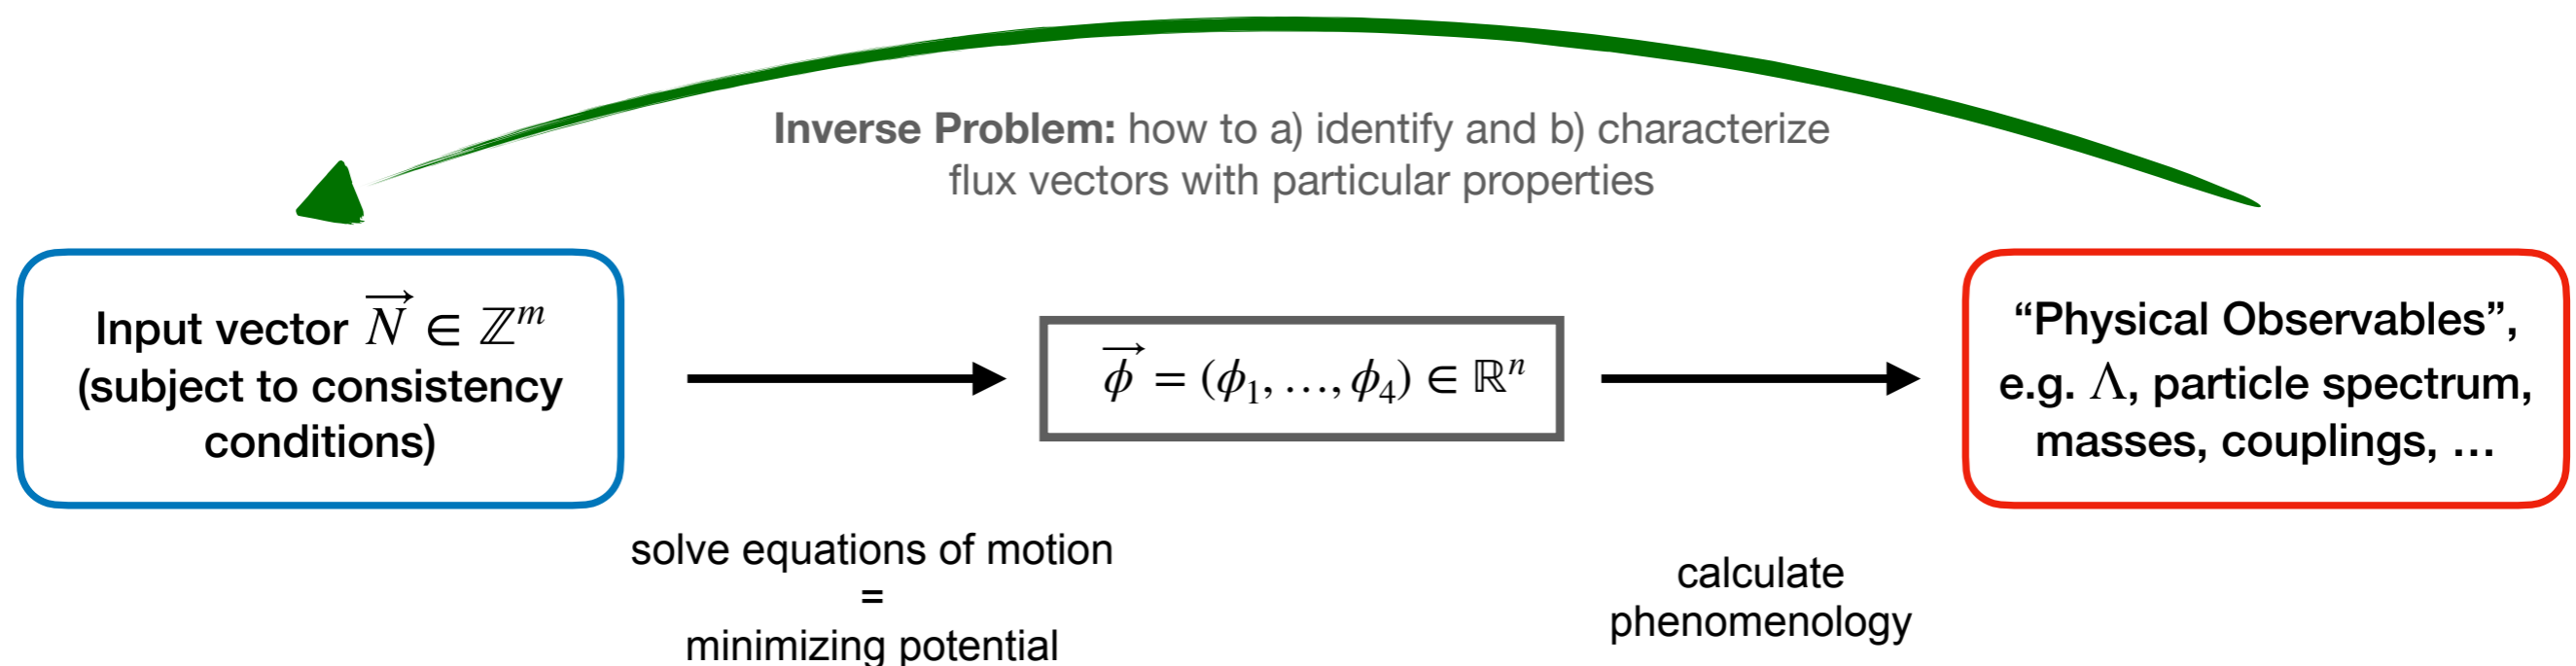 Inverse Problem: how to a) identify and b) characterize
flux vectors with particular properties
Input vector $\overrightarrow{N} \in \mathbb{Z}^m$
(subject to consistency
conditions)
$\overrightarrow{\phi} = (\phi_1, \ldots, \phi_4) \in \mathbb{R}^n$
“Physical Observables”,
e.g. Λ, particle spectrum,
masses, couplings, …
solve equations of motion
=
minimizing potential
calculate
phenomenology